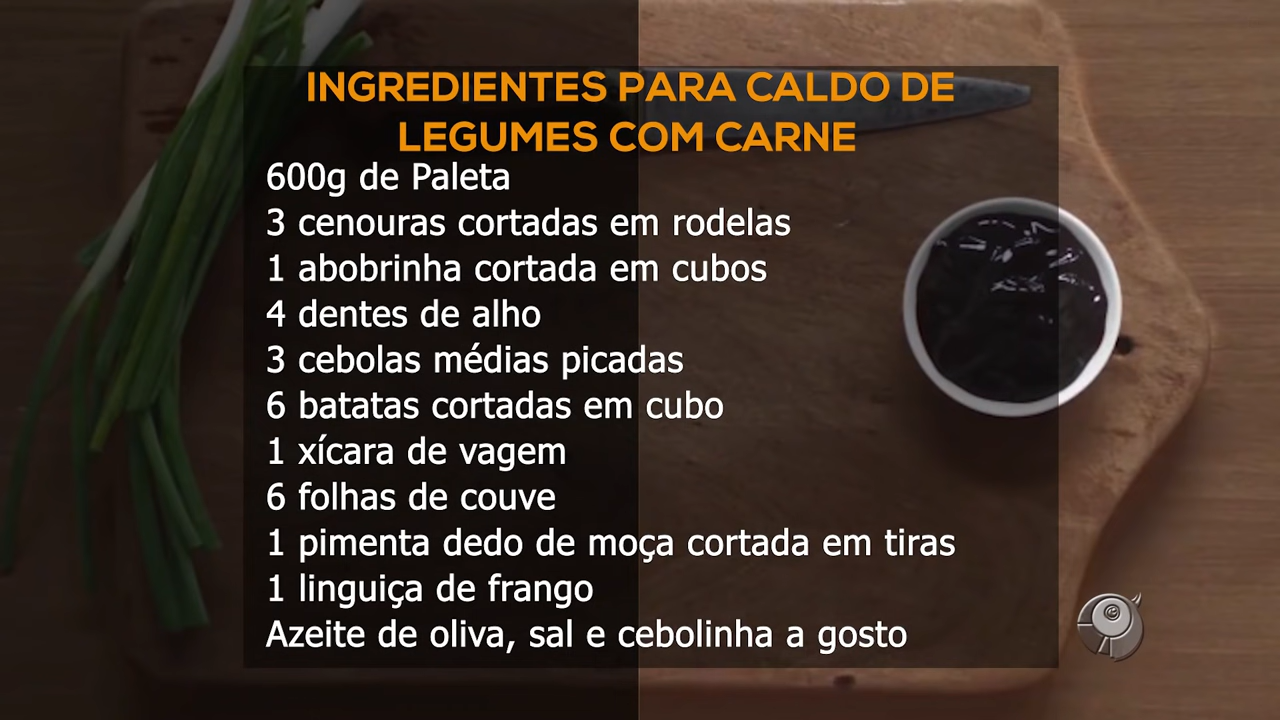 INGREDIENTES PARA CALDO DE
LEGUMES COM CARNE
600g de Paleta
3 cenouras cortadas em rodelas
1 abobrinha cortada em cubos
4 dentes de alho
3 cebolas médias picadas
6 batatas cortadas em cubo
1 xícara de vagem
6 folhas de couve
1 pimenta dedo de moça cortada em tiras
1 linguiça de frango
Azeite de oliva, sal e cebolinha a gosto